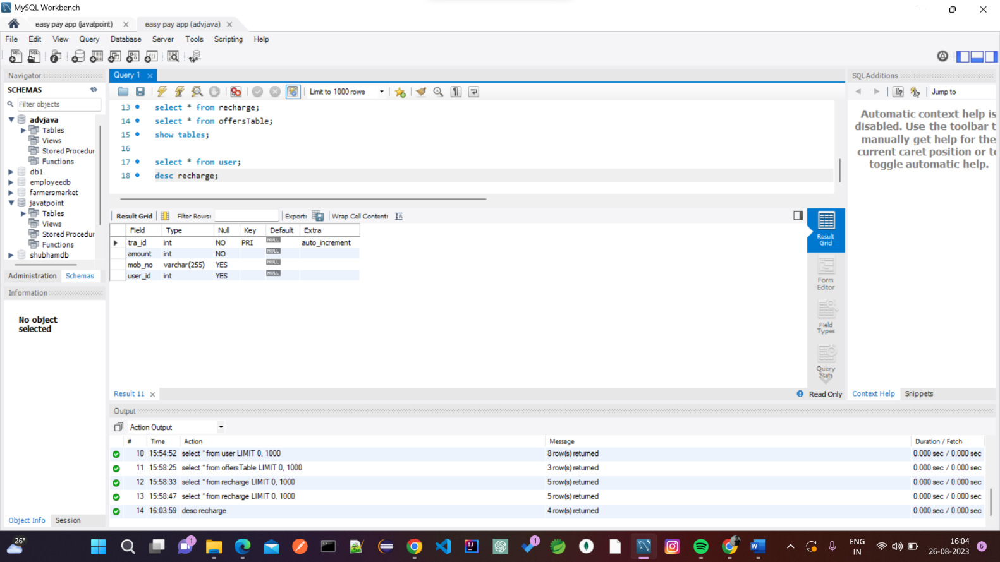 MySQL Workbench
easy pay app (javatpoint) easy pay app (advjava)
File Edit View Query Database Server Tools Scripting Help
Navigator Query 1 SQLAdditions
SCHEMAS Limit to 1000 rows Jump to
Filter objects
13 select * from recharge;
14 select * from offersTable;
15 show tables;
16
17 select * from user;
18 desc recharge;
advjava
Tables
Views
Stored Procedur
Functions
db1
employeedb
farmersmarket
javatpoint
Tables
Views
Stored Procedur
Functions
shubhamdb
Administration Schemas
Information
No object
selected
Object Info Session
Automatic context help is
disabled. Use the toolbar t
manually get help for the
current caret position or to
toggle automatic help.
Result Grid Filter Rows: Export: Wrap Cell Content:
Field Type Null Key Default Extra
tra_id int NO PRI NULL auto_increment
amount int NO NULL
mob_no varchar(255) YES NULL
user_id int YES NULL
Result
Grid
Form
Editor
Field
Types
Query
Stats
Result 11 Read Only Context Help Snippets
Output
Action Output
# Time Action Message Duration / Fetch
10 15:54:52 select * from user LIMIT 0, 1000 8 row(s) returned 0.000 sec / 0.000 sec
11 15:58:25 select * from offersTable LIMIT 0, 1000 3 row(s) returned 0.000 sec / 0.000 sec
12 15:58:33 select * from recharge LIMIT 0, 1000 5 row(s) returned 0.000 sec / 0.000 sec
13 15:58:47 select * from recharge LIMIT 0, 1000 5 row(s) returned 0.000 sec / 0.000 sec
14 16:03:59 desc recharge 4 row(s) returned 0.000 sec / 0.000 sec
26° 1 1 ENG 16:04
IN 26-08-2023 6